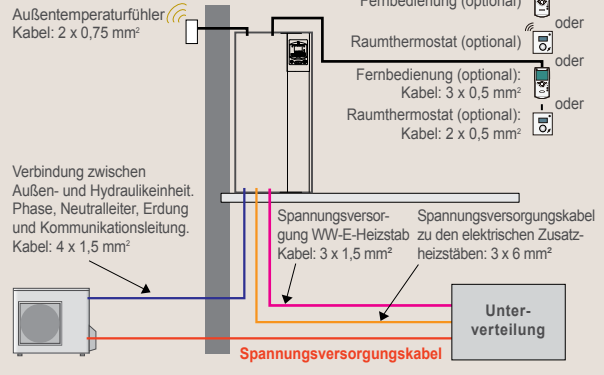 Außentemperaturfühler
Kabel: 2 x 0,75 mm²
Fernbedienung (optional)
oder
Raumthermostat (optional)
oder
Fernbedienung (optional):
Kabel: 3 x 0,5 mm²
oder
Raumthermostat (optional):
Kabel: 2 x 0,5 mm²
Verbindung zwischen
Außen- und Hydraulikeinheit.
Phase, Neutralleiter, Erdung
und Kommunikationsleitung.
Kabel: 4 x 1,5 mm²
Spannungsversor-
gung WW-E-Heizstab
Kabel: 3 x 1,5 mm²
Spannungsversorgungskabel
zu den elektrischen Zusatz-
heizstäben: 3 x 6 mm²
Unter-
verteilung
Spannungsversorgungskabel